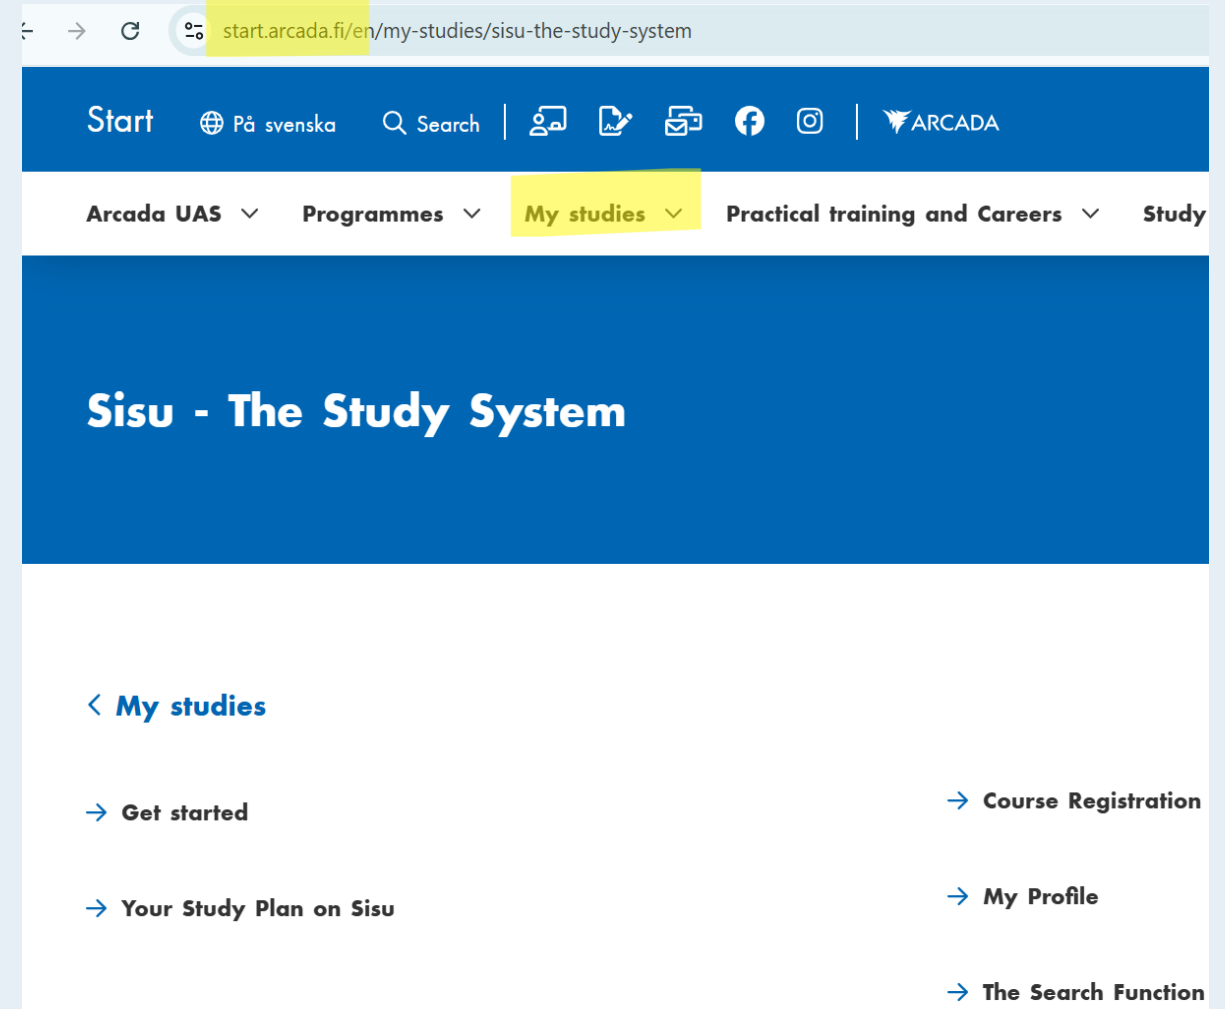 start.arcada.fi/en/my-studies/sisu-the-study-system
Start På svenska Search ARCADA
Arcada UAS Programmes My studies Practical training and Careers Study
Sisu - The Study System
My studies
Get started
Your Study Plan on Sisu
Course Registration
My Profile
The Search Function